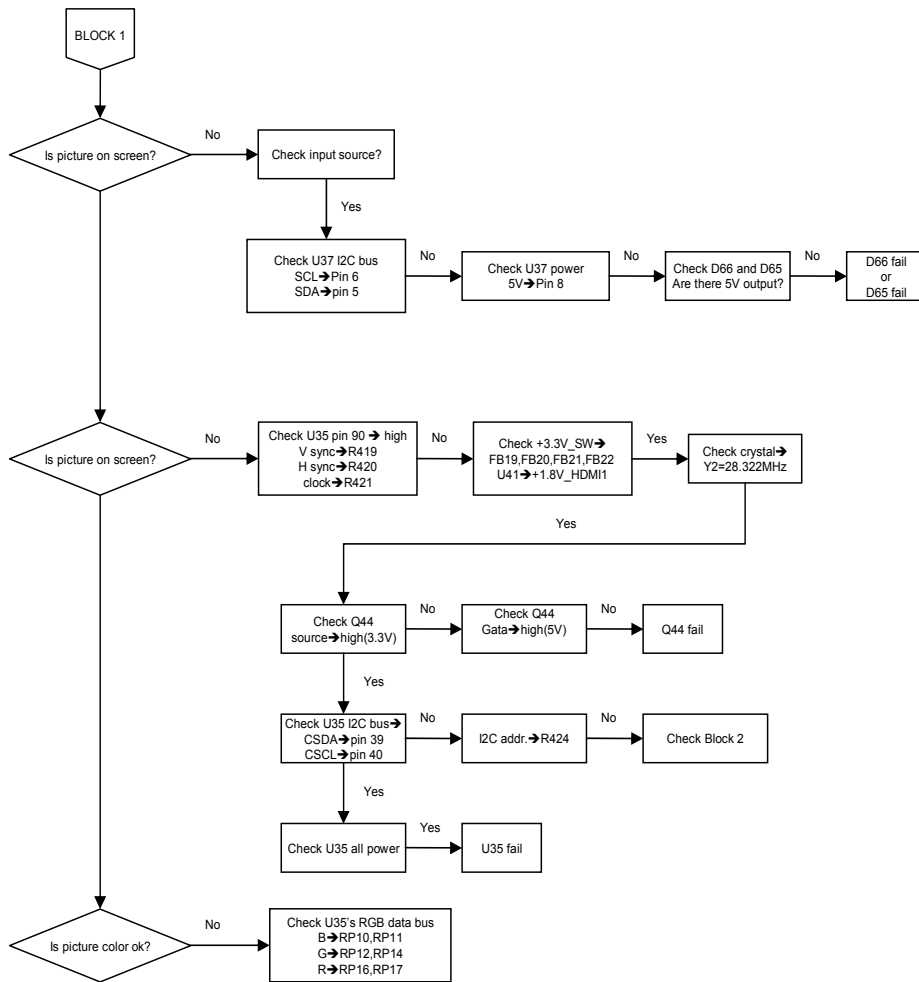 BLOCK 1
Is picture on screen?
No
Check input source?
Yes
Check U37 I2C bus
SCL➔Pin 6
SDA➔pin 5
No
Check U37 power
5V➔Pin 8
No
Check D66 and D65
Are there 5V output?
No
D66 fail
or
D65 fail
Is picture on screen?
No
Check U35 pin 90 ➔ high
V sync➔R419
H sync➔R420
clock➔R421
No
Check +3.3V_SW➔
FB19,FB20,FB21,FB22
U41➔+1.8V_HDMI1
Yes
Check crystal➔
Y2=28.322MHz
Yes
Check Q44
source➔high(3.3V)
No
Check Q44
Gata➔high(5V)
No
Q44 fail
Yes
Check U35 I2C bus➔
CSDA➔pin 39
CSCL➔pin 40
No
I2C addr.➔R424
No
Check Block 2
Yes
Check U35 all power
Yes
U35 fail
Is picture color ok?
No
Check U35's RGB data bus
B➔RP10,RP11
G➔RP12,RP14
R➔RP16,RP17